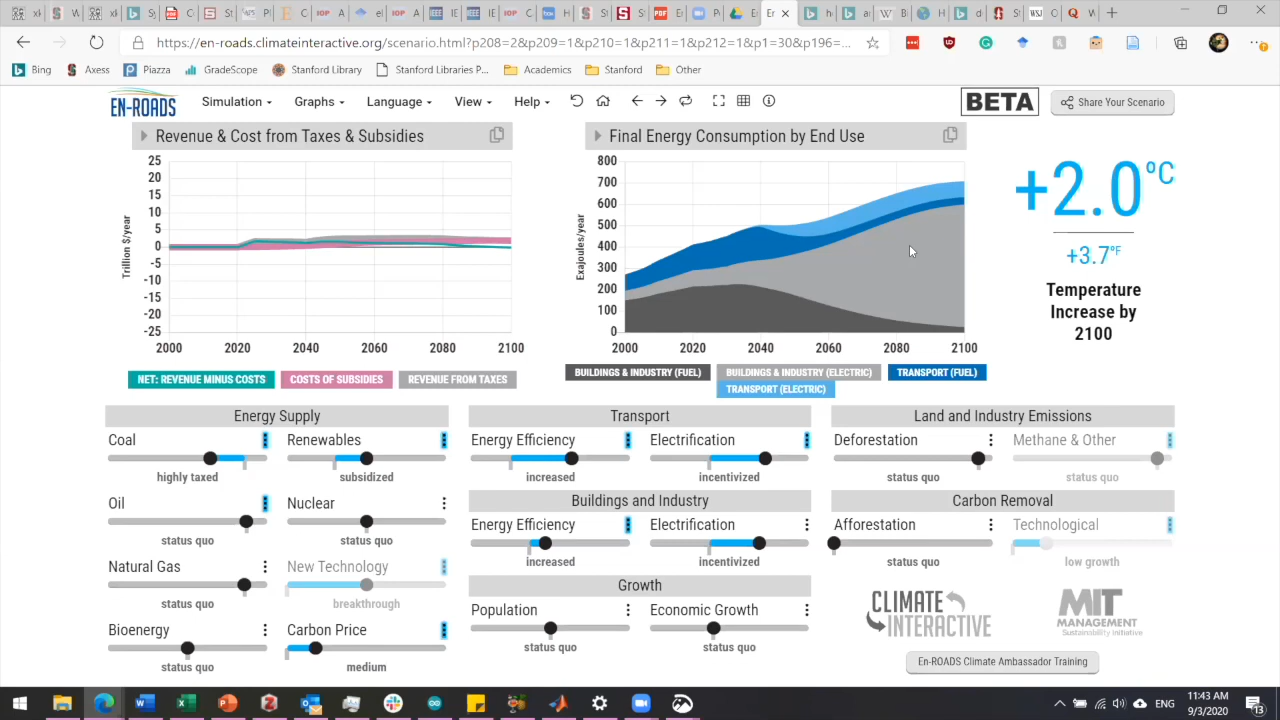 https://en-roads.climateinteractive.org/scenario.html?p208=2&p209=1&p210=1&p211=1&p212=1&p1=30&p196=...
Bing
Axess
Piazza
GradeScope
Stanford Library
Stanford Libraries P...
Academics
Stanford
Other
EN-ROADS
Simulation
Graphs
Language
View
Help
BETA
Share Your Scenario
Revenue & Cost from Taxes & Subsidies
25
20
15
10
5
0
-5
-10
-15
-20
-25
Trillion $/year
2000 2020 2040 2060 2080 2100
NET: REVENUE MINUS COSTS
COSTS OF SUBSIDIES
REVENUE FROM TAXES
Final Energy Consumption by End Use
800
700
600
500
400
300
200
100
0
Exajoules/year
2000 2020 2040 2060 2080 2100
BUILDINGS & INDUSTRY (FUEL)
BUILDINGS & INDUSTRY (ELECTRIC)
TRANSPORT (FUEL)
TRANSPORT (ELECTRIC)
+2.0 ºC
+3.7 ºF
Temperature
Increase by
2100
Energy Supply
Coal
highly taxed
Renewables
subsidized
Oil
status quo
Nuclear
status quo
Natural Gas
status quo
New Technology
breakthrough
Bioenergy
status quo
Carbon Price
medium
Transport
Energy Efficiency
increased
Electrification
incentivized
Buildings and Industry
Energy Efficiency
increased
Electrification
incentivized
Growth
Population
status quo
Economic Growth
status quo
Land and Industry Emissions
Deforestation
status quo
Methane & Other
status quo
Carbon Removal
Afforestation
status quo
Technological
low growth
CLIMATE
INTERACTIVE
MIT
MANAGEMENT
Sustainability Initiative
En-ROADS Climate Ambassador Training
ENG
11:43 AM
9/3/2020